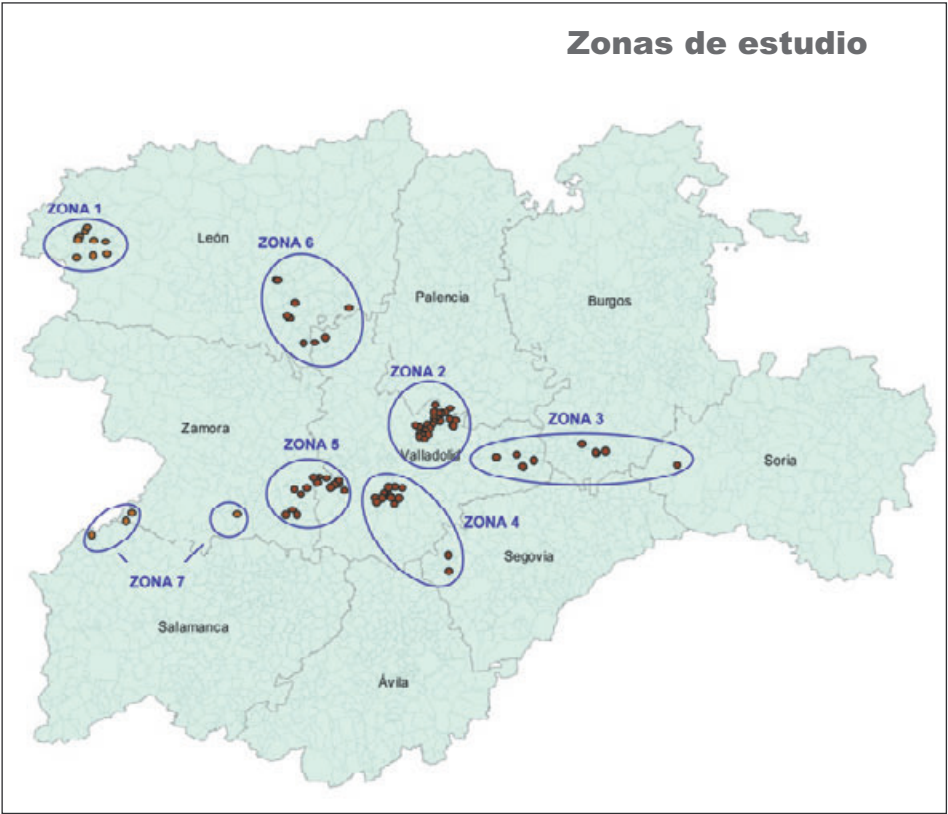 Zonas de estudio
ZONA 1
León
ZONA 6
Palencia
Burgos
ZONA 2
ZONA 3
Zamora
ZONA 5
Valladolid
Soria
ZONA 4
Segovia
ZONA 7
Salamanca
Ávila